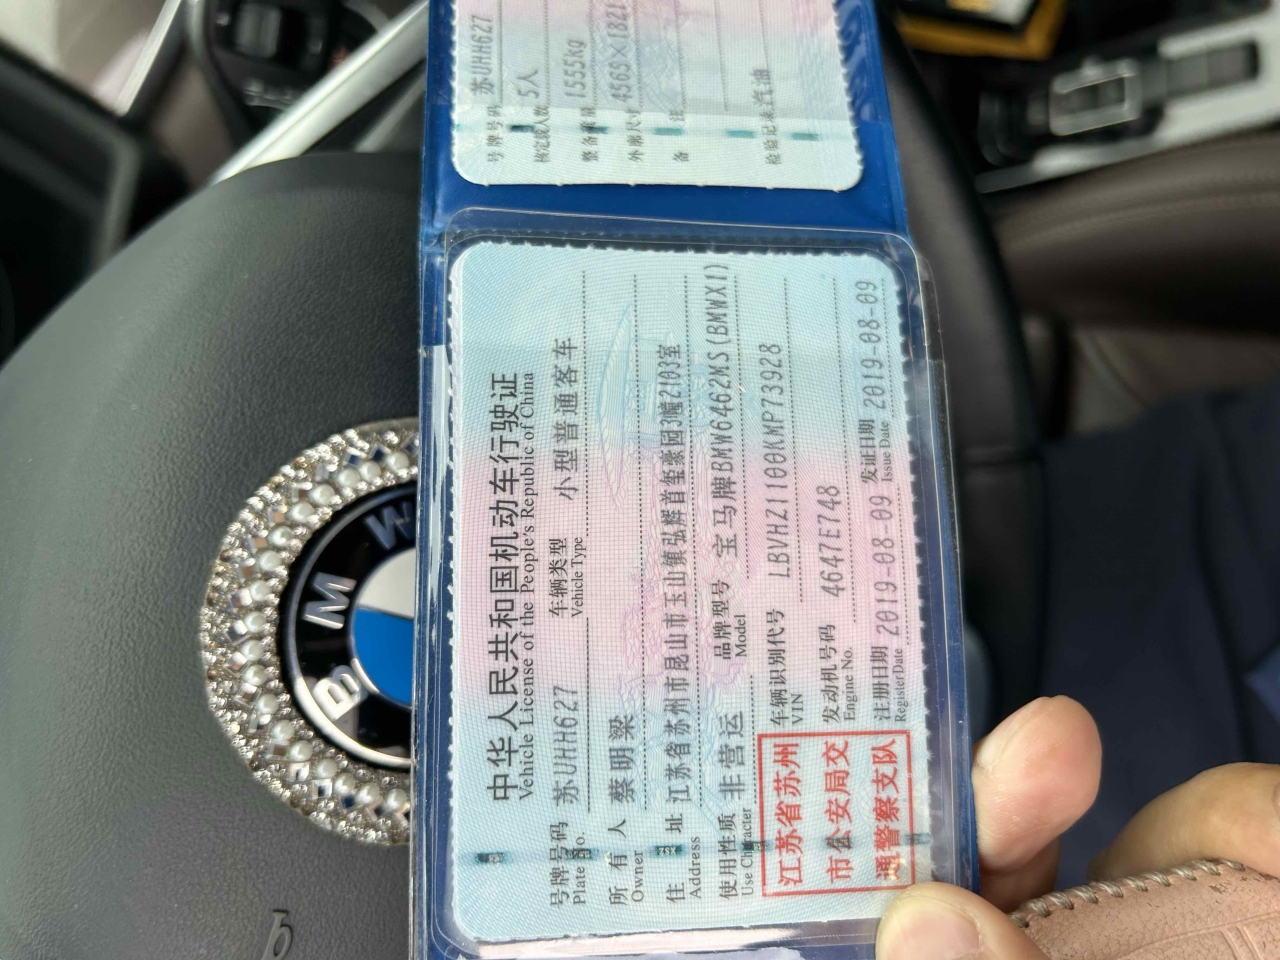 中华人民共和国机动车行驶证
Vehicle License of the People's Republic of China
号牌号码 苏UHH627 车辆类型 小型普通客车
Plate No. Vehicle Type
所有人 蔡明梁
Owner
住址 江苏省苏州市昆山市玉山镇弘辉首玺豪园3幢2103室
Address
使用性质 非营运 品牌型号 宝马牌BMW6462MS(BMWX1)
Use Character Model
江苏省苏州
市公安局交
通警察支队
车辆识别代号 LBVHZ1100KMP73928
VIN
发动机号码 4647E748
Engine No.
注册日期 2019-08-09 发证日期 2019-08-09
Register Date Issue Date
号牌号码 苏UHH627
核定载人数 5人
整备质量 1555kg
外廓尺寸 4565×1821
备注
检验记录 汽油
BMW